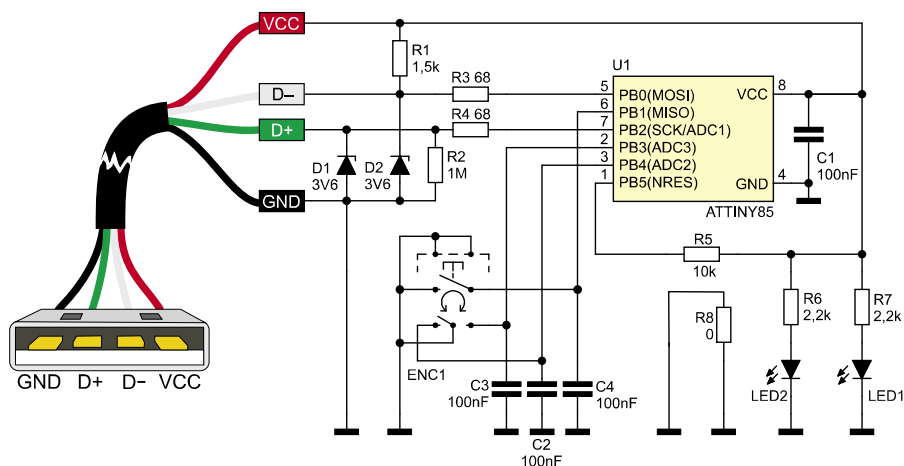 VCC
D–
D+
GND
GND D+ D– VCC
R1
1,5k
R3 68
R4 68
D1
3V6
D2
3V6
R2
1M
U1
5
6
7
2
3
1
PB0(MOSI)
PB1(MISO)
PB2(SCK/ADC1)
PB3(ADC3)
PB4(ADC2)
PB5(NRES)
VCC
GND
8
4
ATTINY85
C1
100nF
R5
10k
R6
2,2k
R7
2,2k
R8
0
ENC1
C3
100nF
C2
100nF
C4
100nF
LED2
LED1